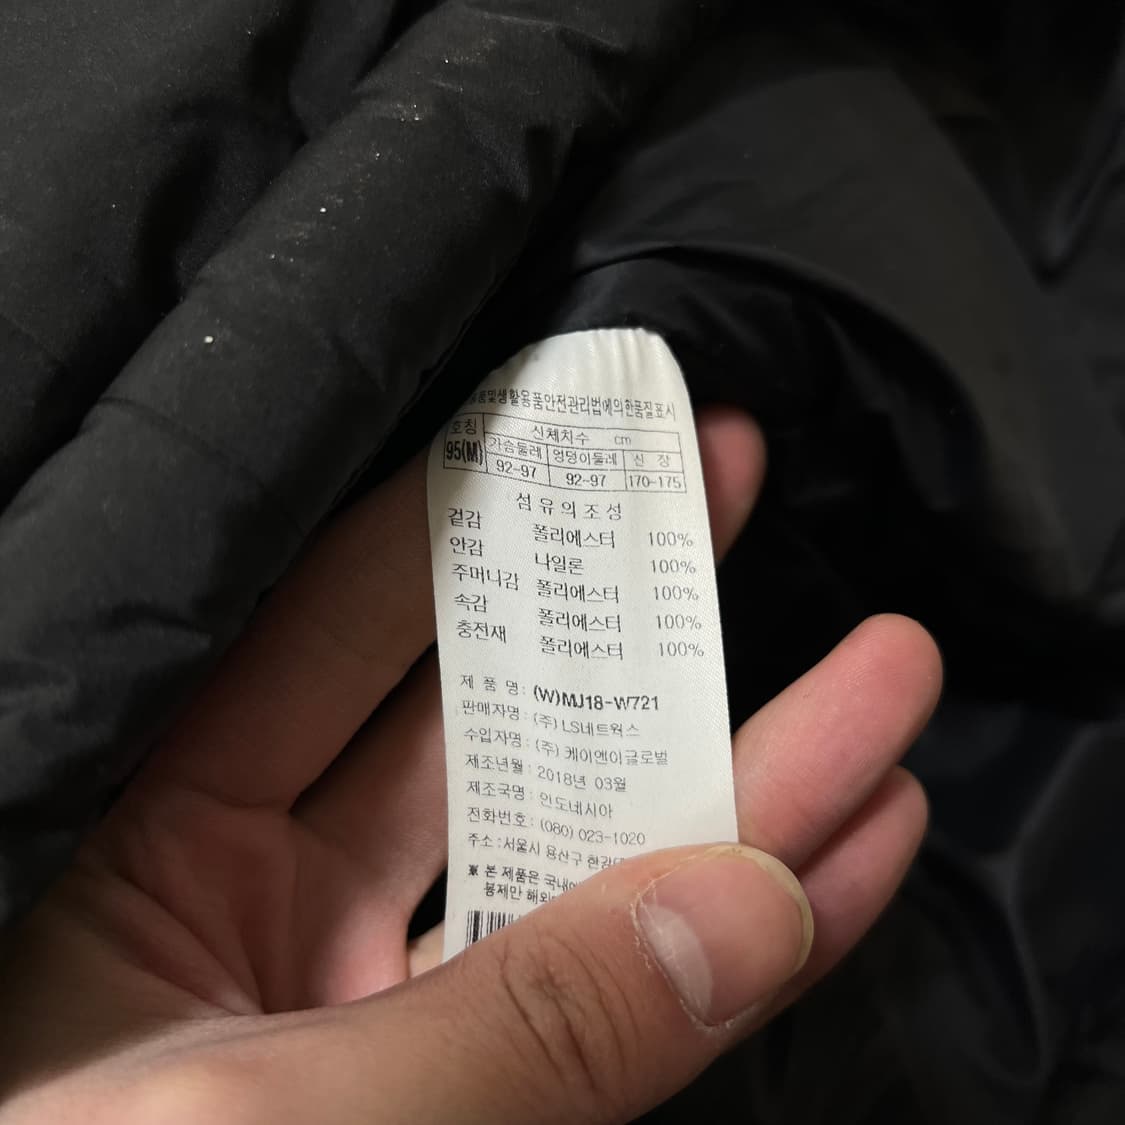 품및생활용품안전관리법에의한품질표시
호칭 신체치수 cm
95(M) 가슴둘레 엉덩이둘레 신 장
92-97 92-97 170-175
섬 유 의 조 성
겉감 폴리에스터 100%
안감 나일론 100%
주머니감 폴리에스터 100%
속감 폴리에스터 100%
충전재 폴리에스터 100%
제 품 명: (W)MJ18-W721
판매자명: (주) LS네트웍스
수입자명: (주) 케이앤이글로벌
제조년월: 2018년 03월
제조국명: 인도네시아
전화번호: (080) 023-1020
주소:서울시 용산구 한강
※ 본 제품은 국내
봉제만 해외